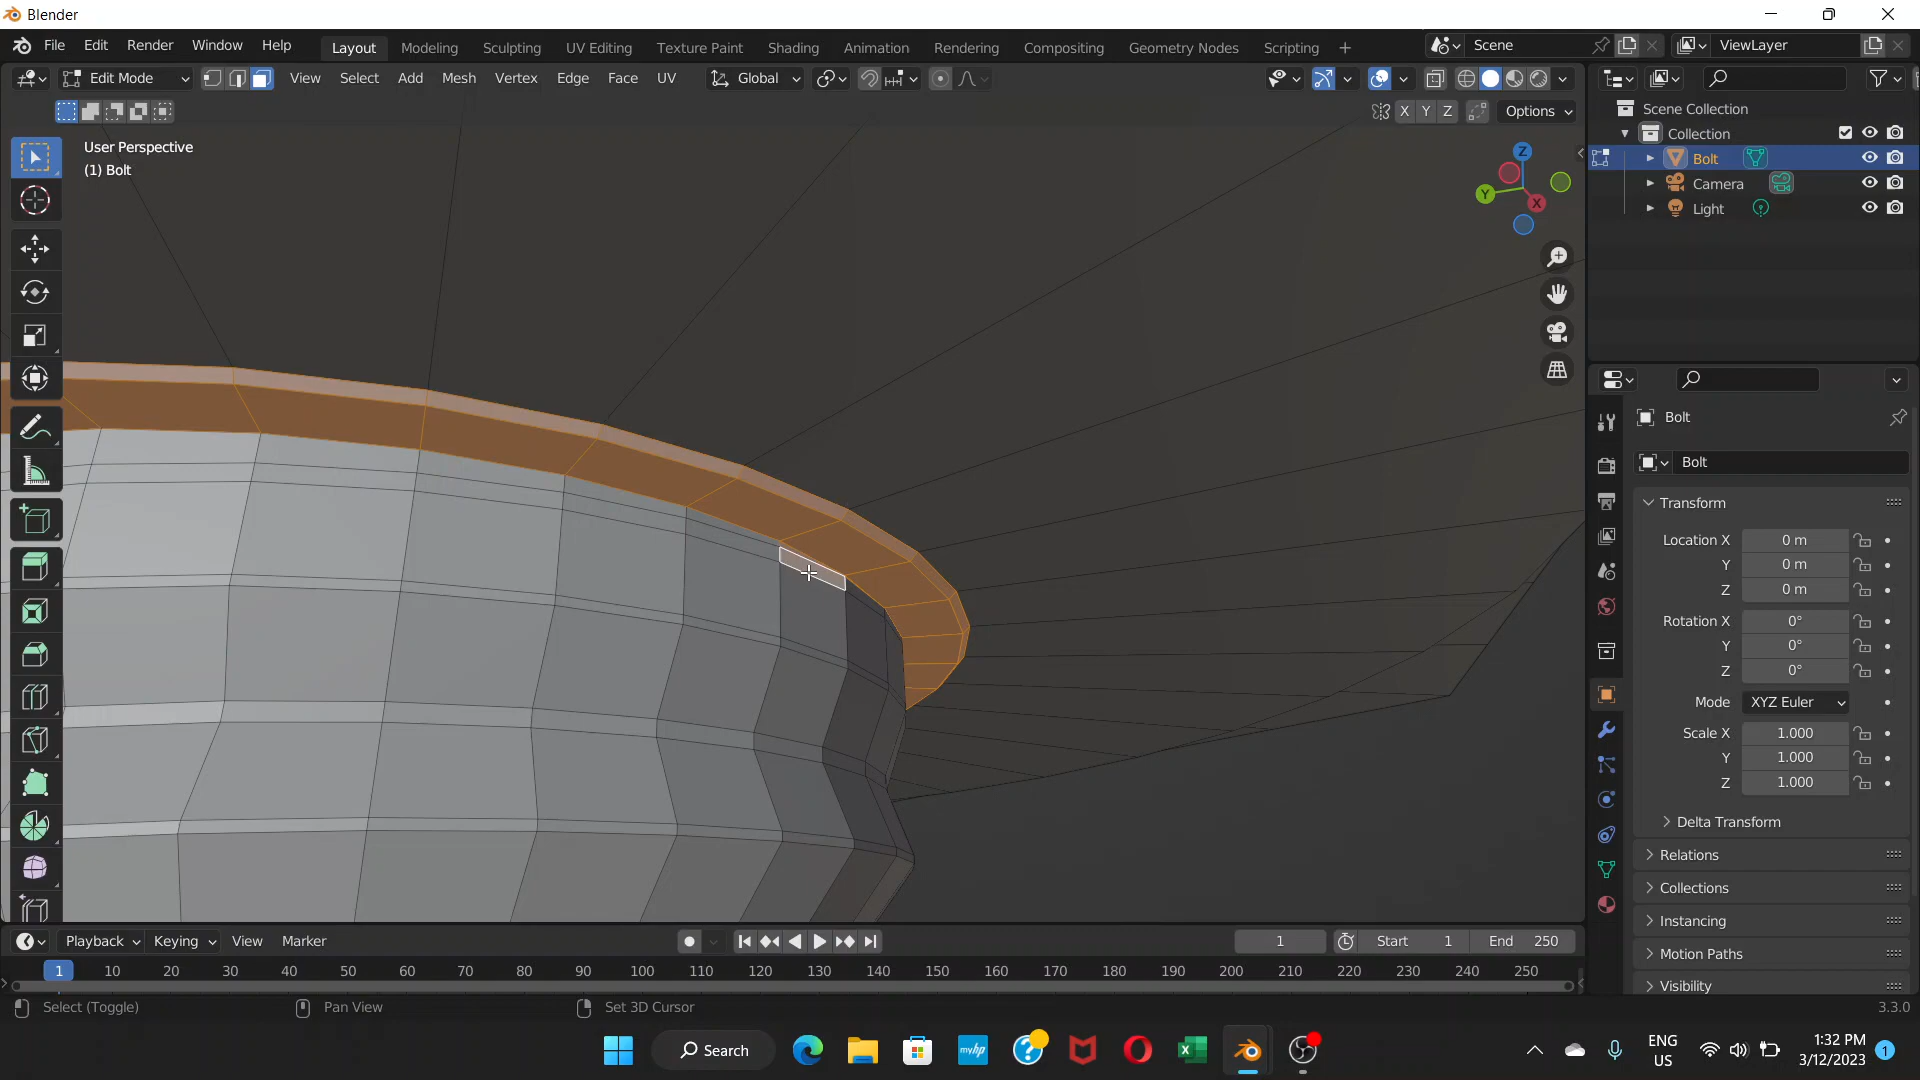 Blender
File Edit Render Window Help
Layout Modeling Sculpting UV Editing Texture Paint Shading Animation Rendering Compositing Geometry Nodes Scripting +
Scene
ViewLayer
Edit Mode
View Select Add Mesh Vertex Edge Face UV
Global
X Y Z Options
User Perspective
(1) Bolt
Z
Y
X
Scene Collection
Collection
Bolt
Camera
Light
Bolt
Bolt
Transform
Location X 0 m
Y 0 m
Z 0 m
Rotation X 0°
Y 0°
Z 0°
Mode XYZ Euler
Scale X 1.000
Y 1.000
Z 1.000
Delta Transform
Relations
Collections
Instancing
Motion Paths
Visibility
Playback Keying View Marker
1 Start 1 End 250
1 10 20 30 40 50 60 70 80 90 100 110 120 130 140 150 160 170 180 190 200 210 220 230 240 250
Select (Toggle) Pan View Set 3D Cursor 3.3.0
Search
myhp
ENG
US
1:32 PM
3/12/2023
1